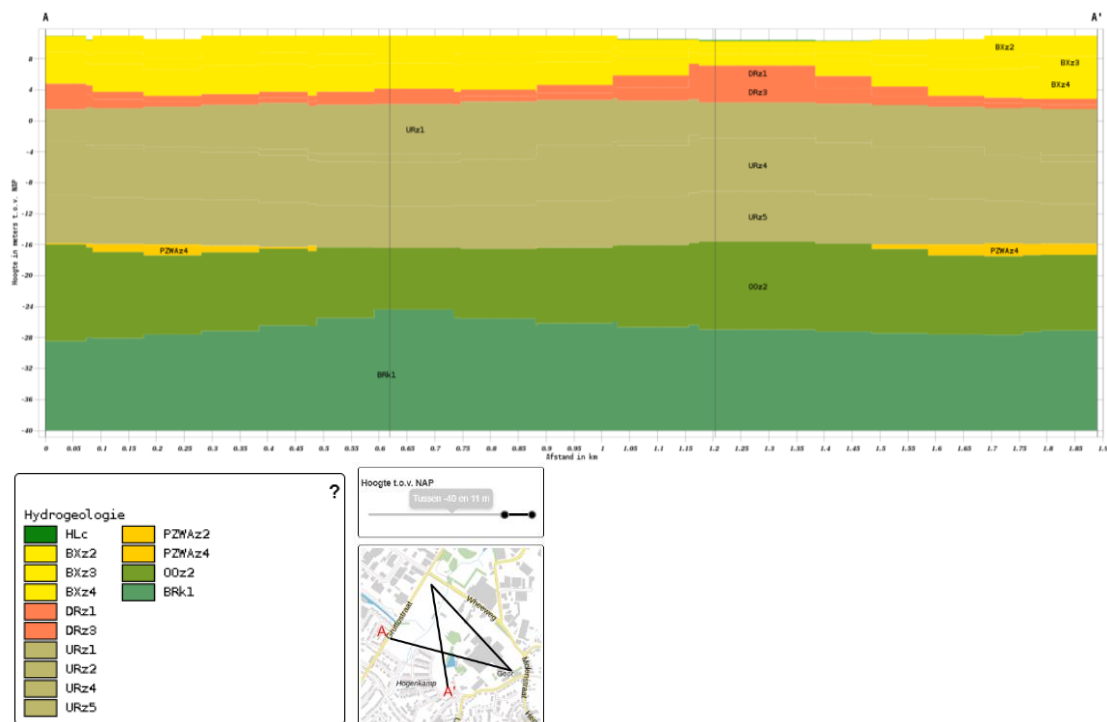 A A'
BXz2
8
BXz3
BXz4
DRz1
4
DRz3
0
URz1
-4
URz4
-8
-12
URz5
-16
PZWAz4 PZWAz4
-20
OOz2
-24
-28
-32
BRk1
-36
-40
Hoogte in meters t.o.v. NAP
0 0.05 0.1 0.15 0.2 0.25 0.3 0.35 0.4 0.45 0.5 0.55 0.6 0.65 0.7 0.75 0.8 0.85 0.9 0.95 1 1.05 1.1 1.15 1.2 1.25 1.3 1.35 1.4 1.45 1.5 1.55 1.6 1.65 1.7 1.75 1.8 1.85 1.9
Afstand in km
?
Hydrogeologie
HLc PZWAz2
BXz2 PZWAz4
BXz3 OOz2
BXz4 BRk1
DRz1
DRz3
URz1
URz2
URz4
URz5
Hoogte t.o.v. NAP
Tussen -40 en 11 m
Wheeweg
A
Hogenkamp
A'